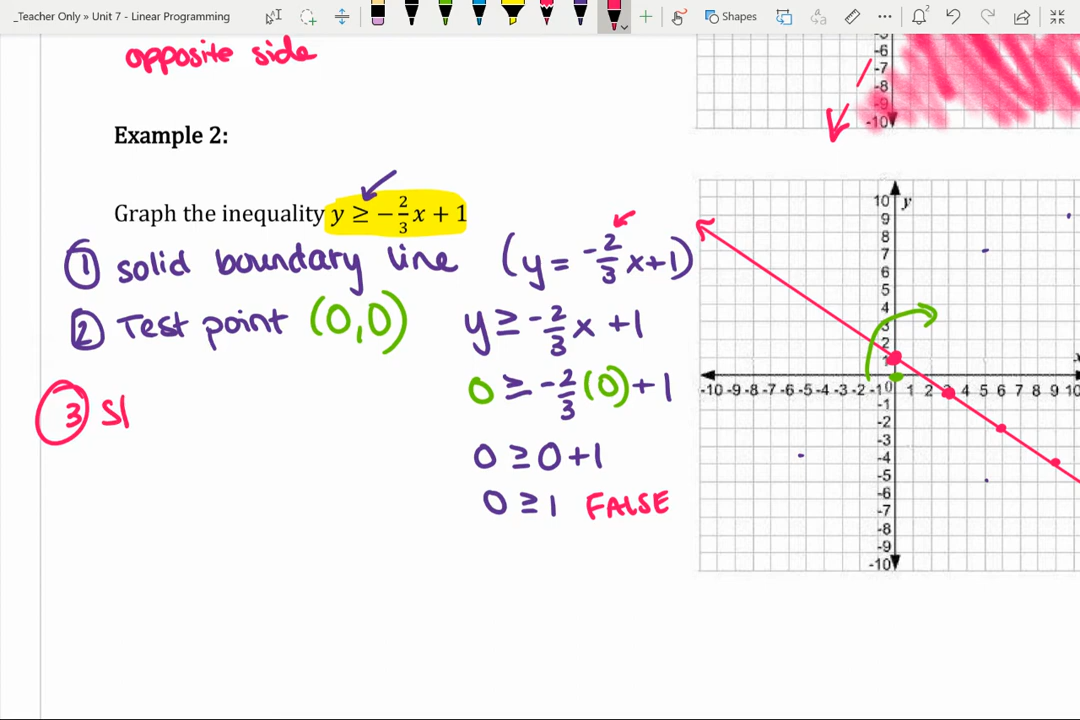 _Teacher Only » Unit 7 - Linear Programming
Shapes
2
opposite side
-6
-7
-8
-9
-10
Example 2:
Graph the inequality y ≥ -2/3x + 1
① solid boundary line (y = -2/3x+1)
② Test point (0,0) y ≥ -2/3x + 1
0 ≥ -2/3(0)+1
③ Sl
0 ≥ 0+1
0 ≥ 1 FALSE
y
10
9
8
7
6
5
4
3
2
1
-10 -9 -8 -7 -6 -5 -4 -3 -2 -1 0 1 2 3 4 5 6 7 8 9 10
-1
-2
-3
-4
-5
-6
-7
-8
-9
-10